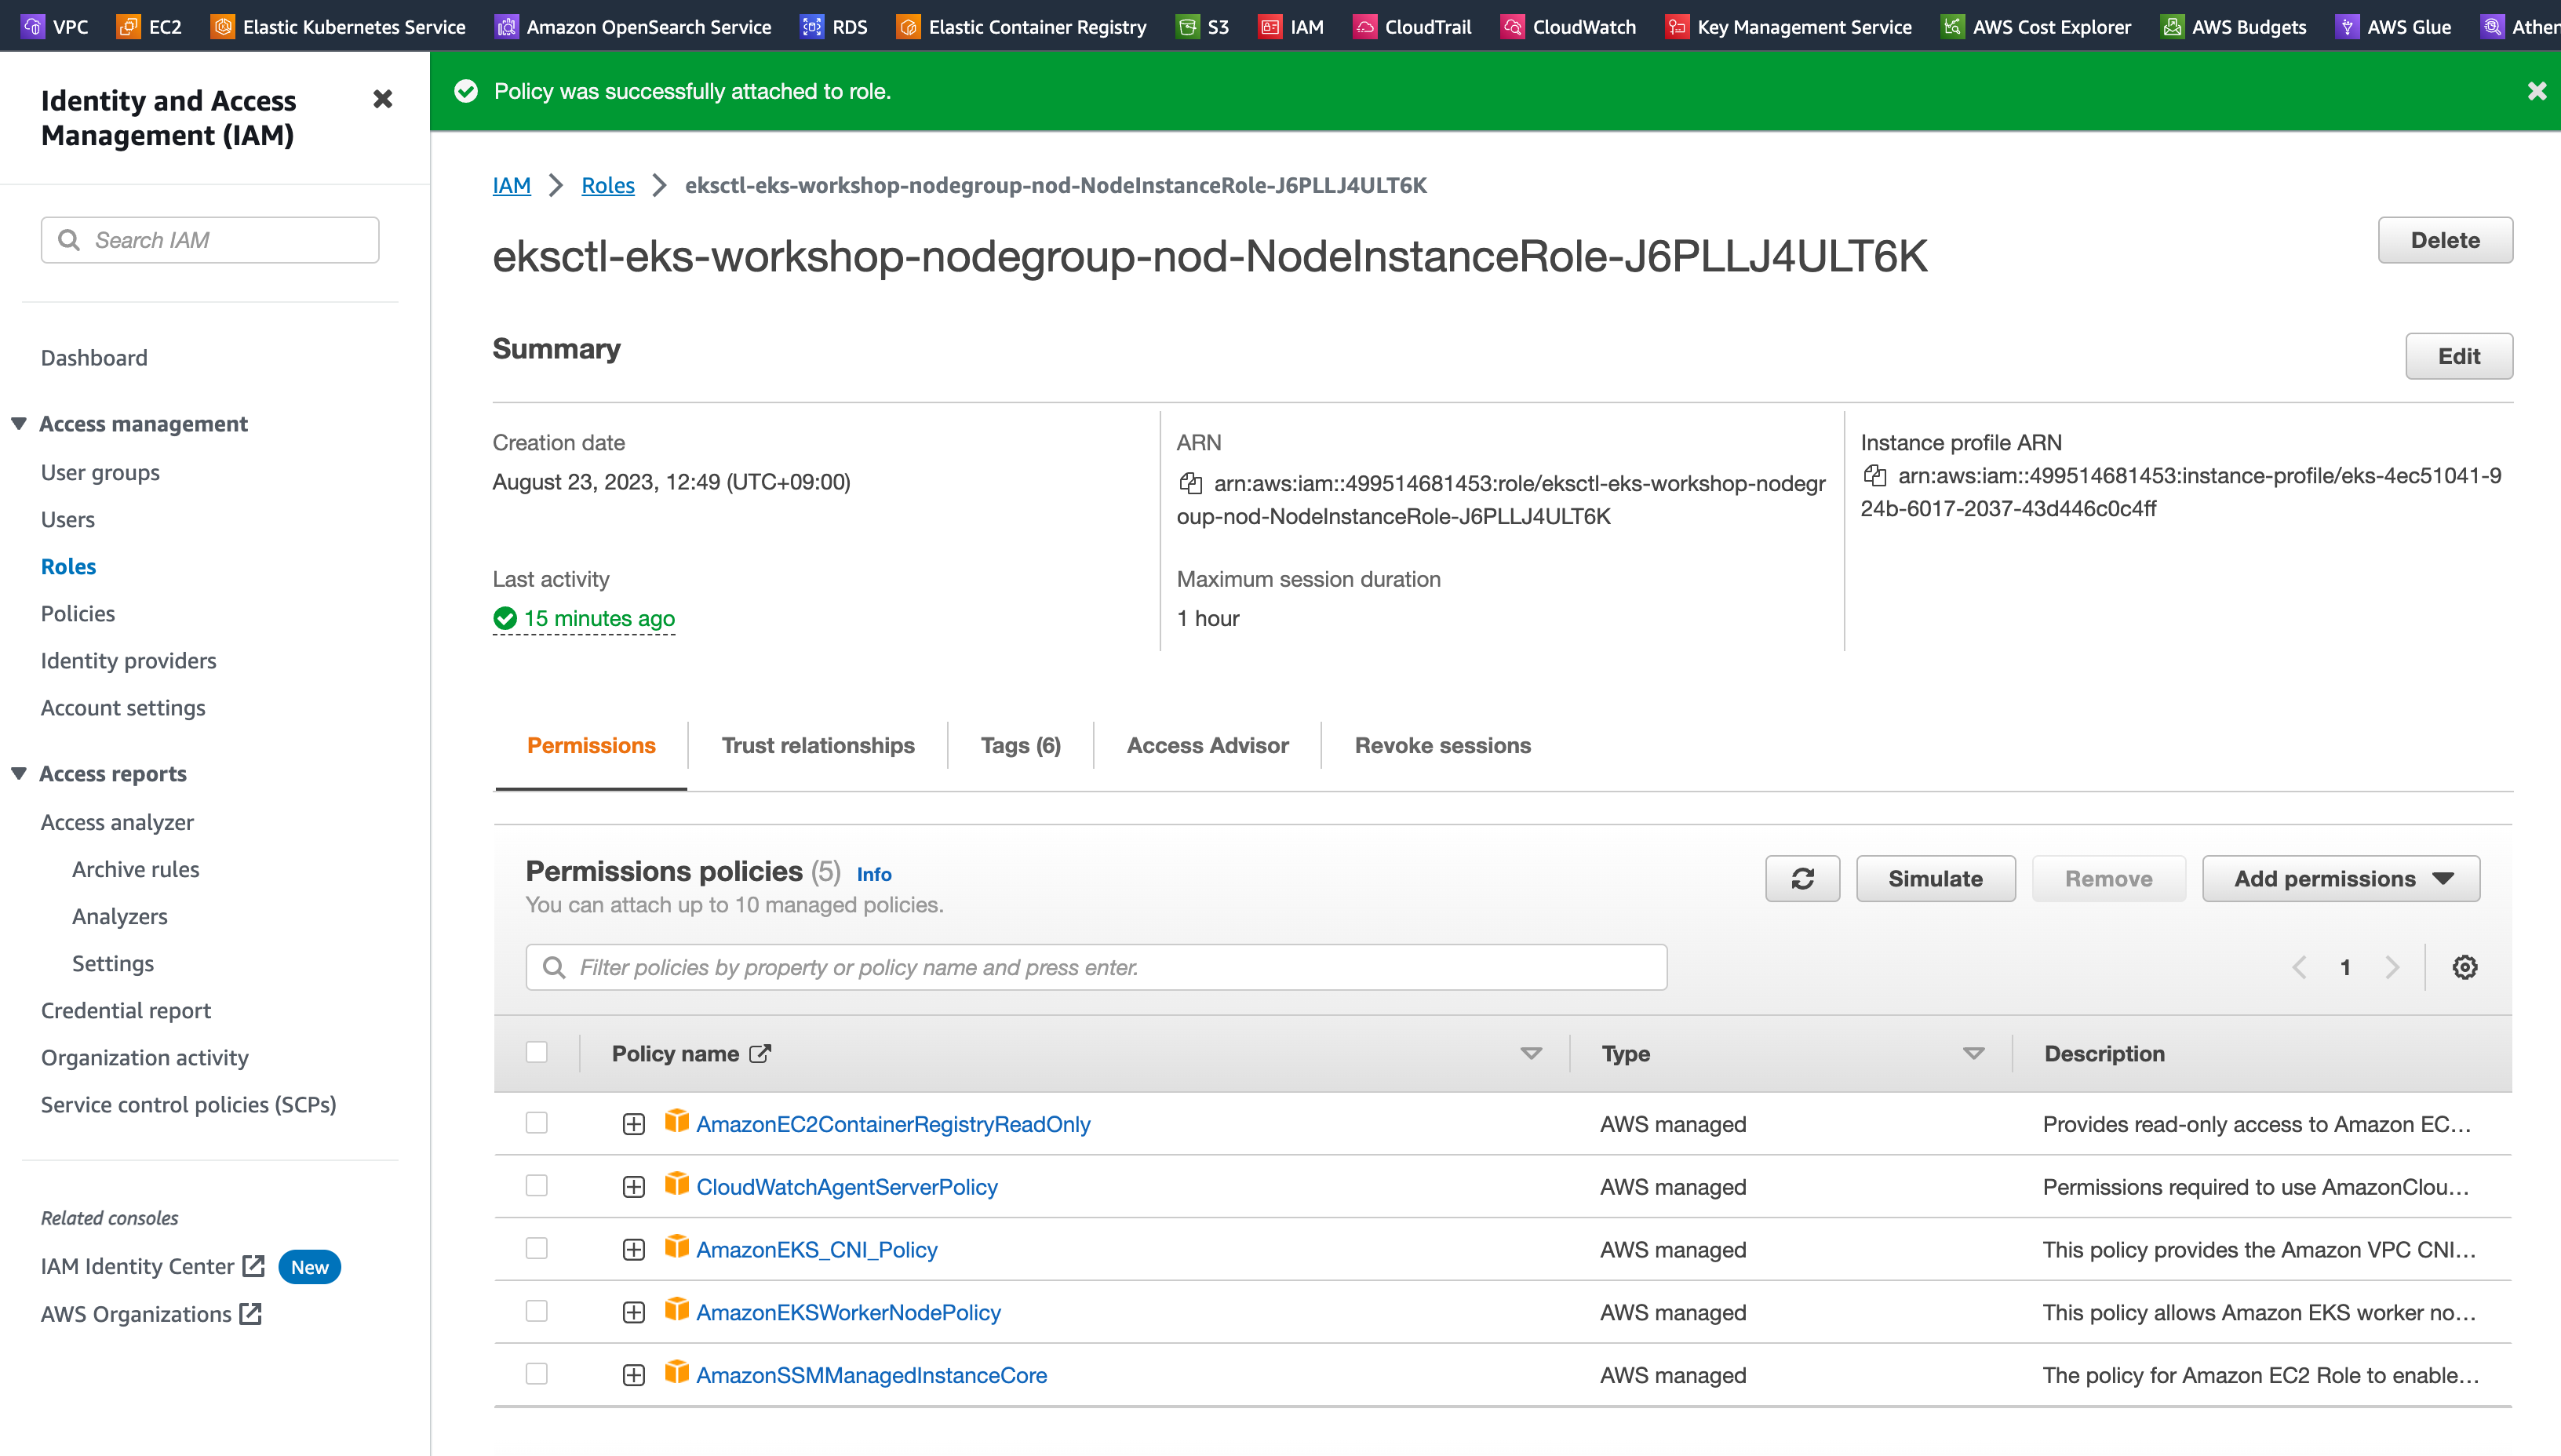 VPC EC2 Elastic Kubernetes Service Amazon OpenSearch Service RDS Elastic Container Registry S3 IAM CloudTrail CloudWatch Key Management Service AWS Cost Explorer AWS Budgets AWS Glue Ather
Identity and Access
Management (IAM)
Search IAM
Dashboard
Access management
User groups
Users
Roles
Policies
Identity providers
Account settings
Access reports
Access analyzer
Archive rules
Analyzers
Settings
Credential report
Organization activity
Service control policies (SCPs)
Related consoles
IAM Identity Center New
AWS Organizations
Policy was successfully attached to role.
IAM Roles eksctl-eks-workshop-nodegroup-nod-NodeInstanceRole-J6PLLJ4ULT6K
eksctl-eks-workshop-nodegroup-nod-NodeInstanceRole-J6PLLJ4ULT6K
Delete
Summary
Edit
Creation date
August 23, 2023, 12:49 (UTC+09:00)
Last activity
15 minutes ago
ARN
arn:aws:iam::499514681453:role/eksctl-eks-workshop-nodegr
oup-nod-NodeInstanceRole-J6PLLJ4ULT6K
Maximum session duration
1 hour
Instance profile ARN
arn:aws:iam::499514681453:instance-profile/eks-4ec51041-9
24b-6017-2037-43d446c0c4ff
Permissions Trust relationships Tags (6) Access Advisor Revoke sessions
Permissions policies (5) Info
You can attach up to 10 managed policies.
Simulate Remove Add permissions
Filter policies by property or policy name and press enter.
1
Policy name Type Description
AmazonEC2ContainerRegistryReadOnly AWS managed Provides read-only access to Amazon EC...
CloudWatchAgentServerPolicy AWS managed Permissions required to use AmazonClou...
AmazonEKS_CNI_Policy AWS managed This policy provides the Amazon VPC CNI...
AmazonEKSWorkerNodePolicy AWS managed This policy allows Amazon EKS worker no...
AmazonSSMManagedInstanceCore AWS managed The policy for Amazon EC2 Role to enable...